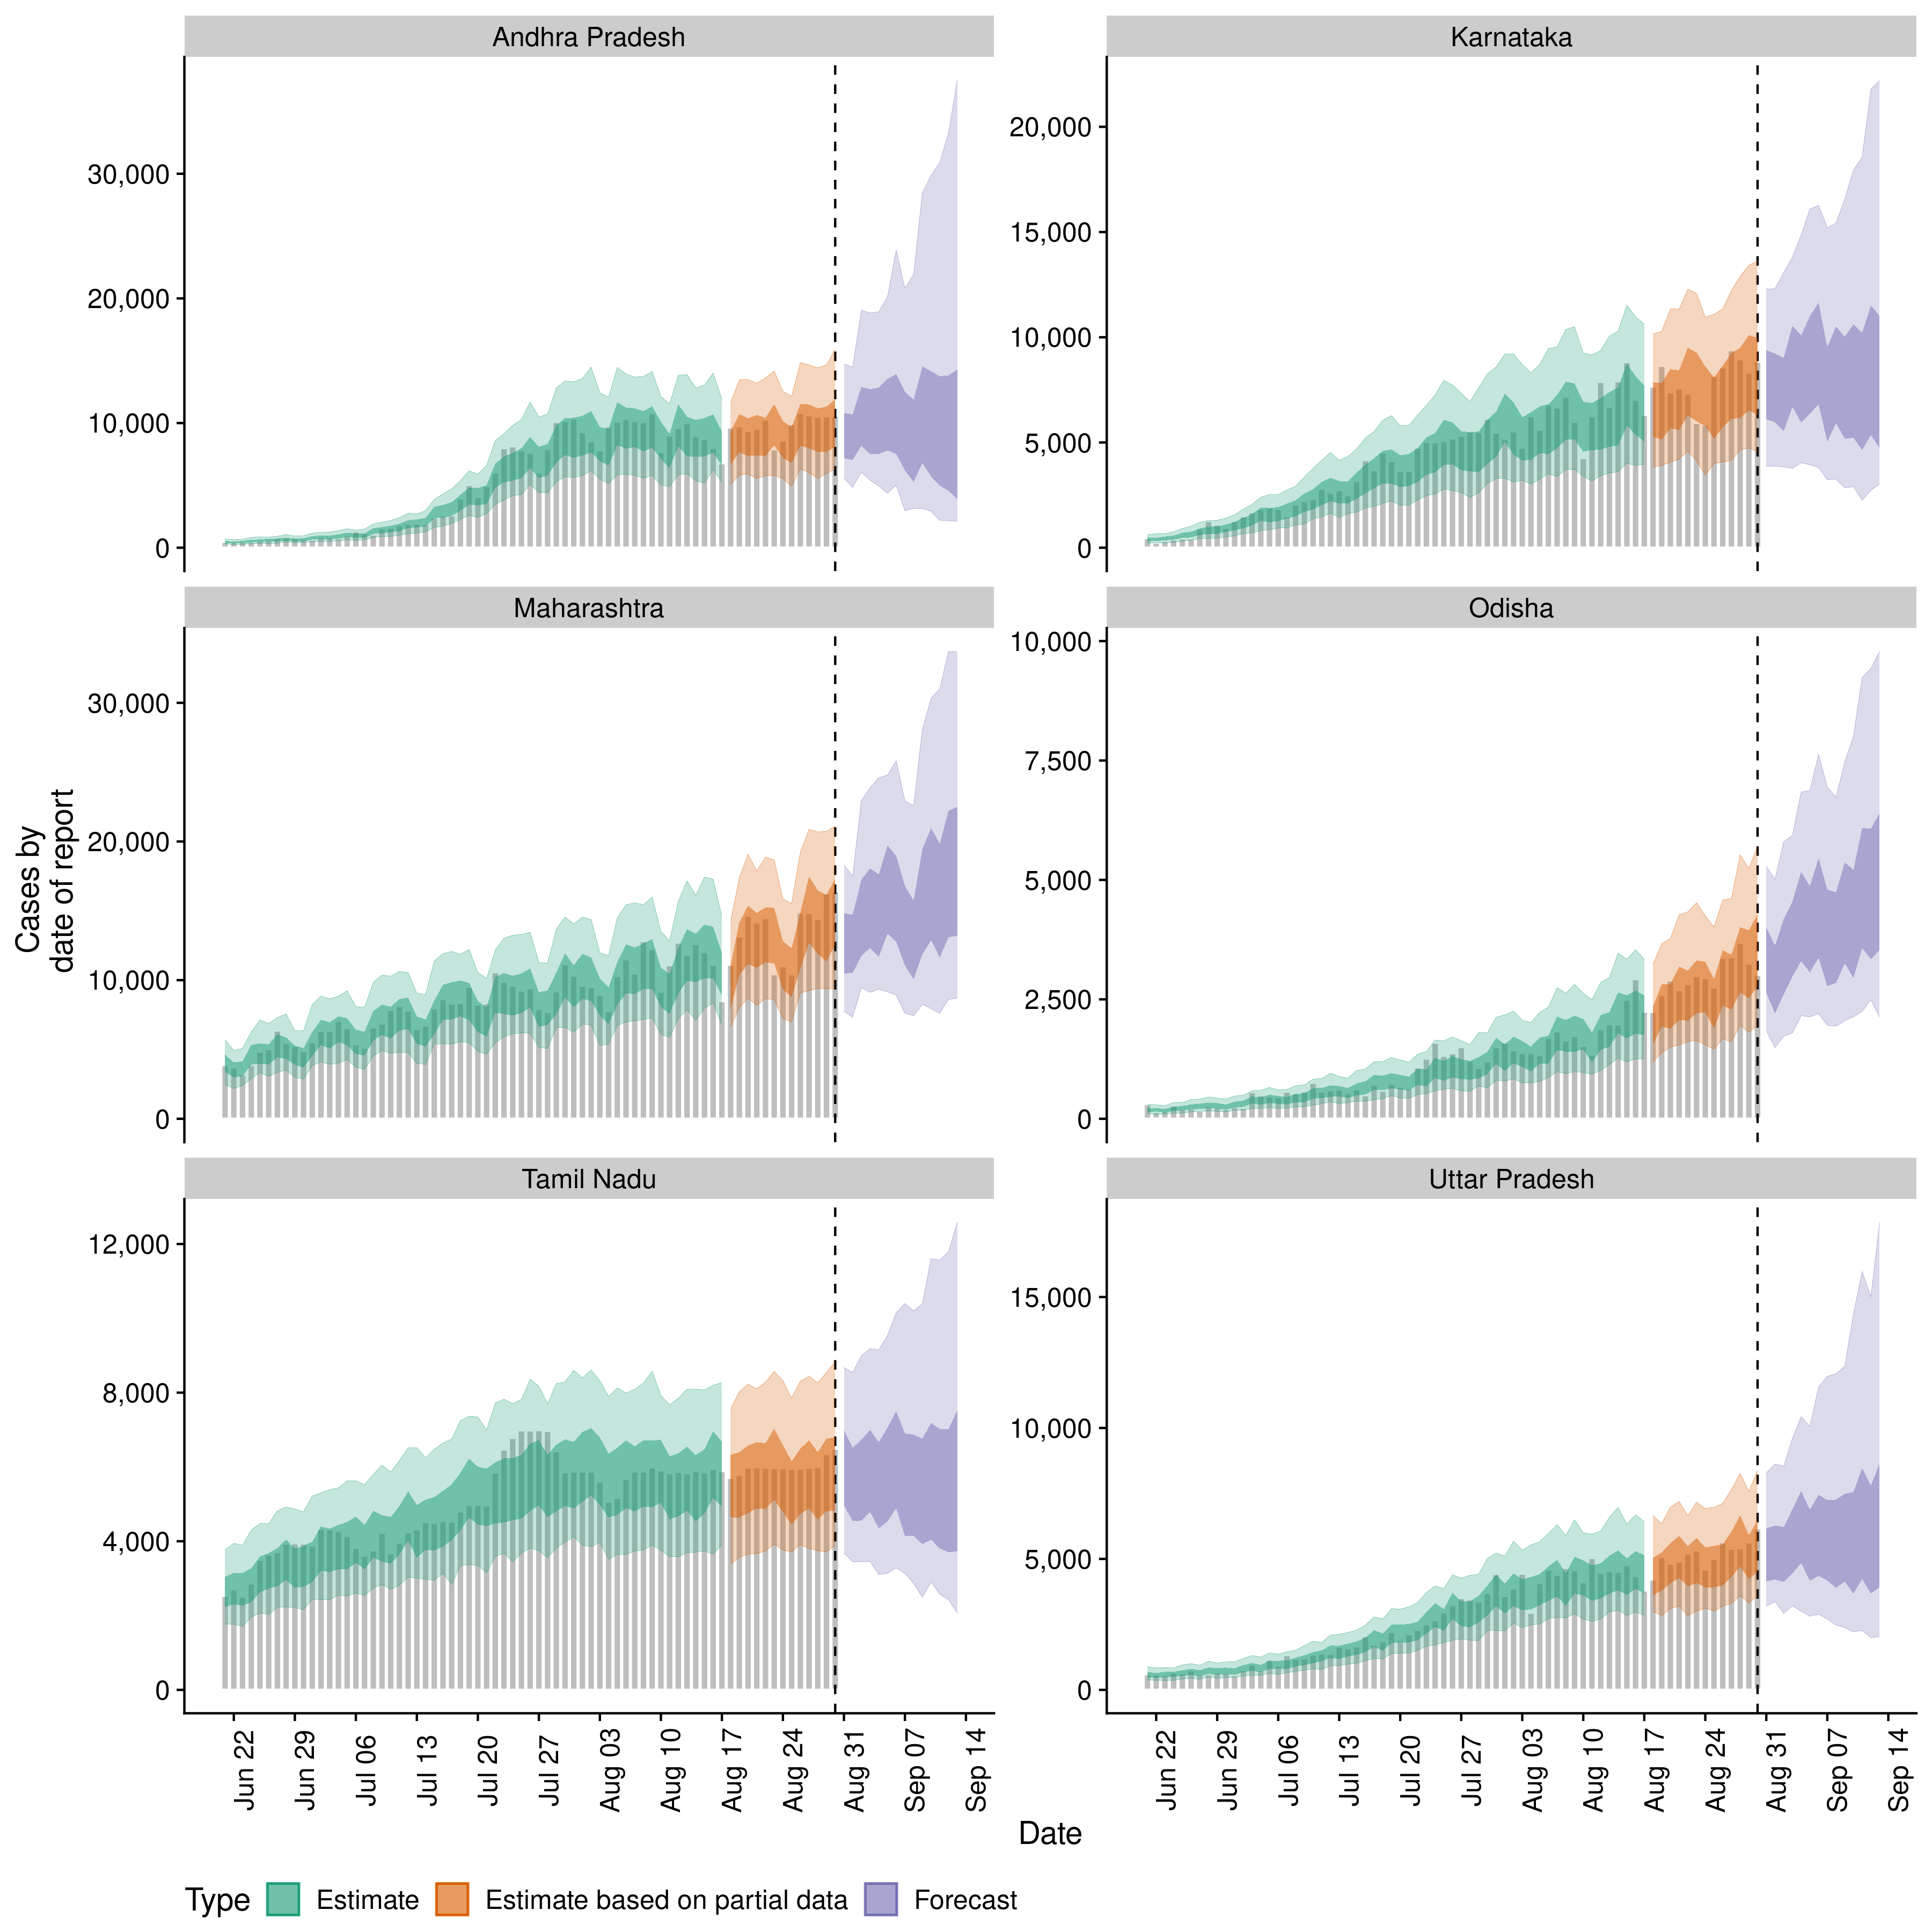 Andhra Pradesh
Karnataka
30,000
20,000
10,000
0
20,000
15,000
10,000
5,000
0
Maharashtra
Odisha
30,000
20,000
10,000
0
10,000
7,500
5,000
2,500
0
Cases by
date of report
Tamil Nadu
Uttar Pradesh
12,000
8,000
4,000
0
15,000
10,000
5,000
0
Jun 22
Jun 29
Jul 06
Jul 13
Jul 20
Jul 27
Aug 03
Aug 10
Aug 17
Aug 24
Aug 31
Sep 07
Sep 14
Jun 22
Jun 29
Jul 06
Jul 13
Jul 20
Jul 27
Aug 03
Aug 10
Aug 17
Aug 24
Aug 31
Sep 07
Sep 14
Date
Type Estimate Estimate based on partial data Forecast